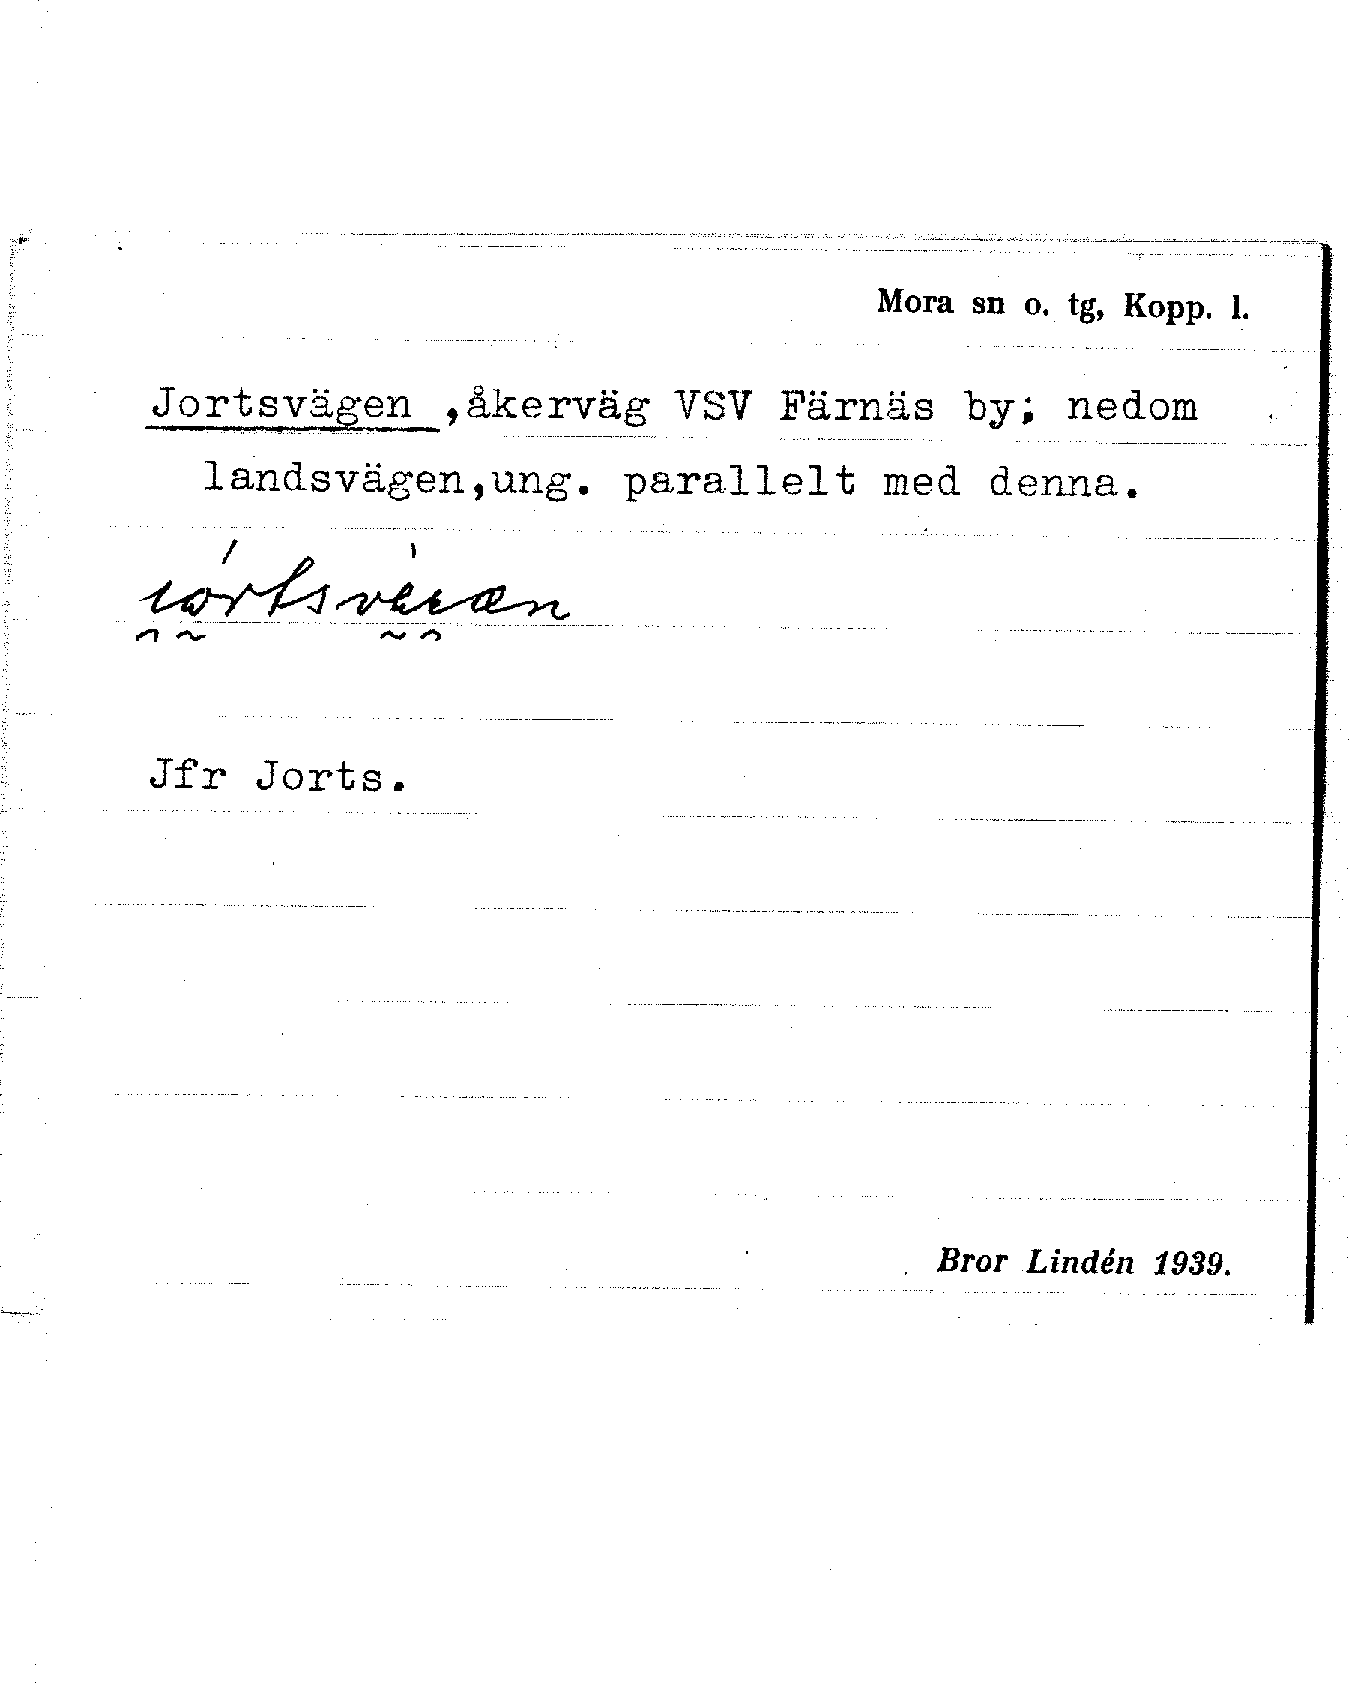 Mora sn o. tg, Kopp. l.
Jortsvägen ,åkerväg VSV Färnäs by; nedom
landsvägen,ung. parallelt med denna.
Jfr Jorts.
Bror Lindén 1939.